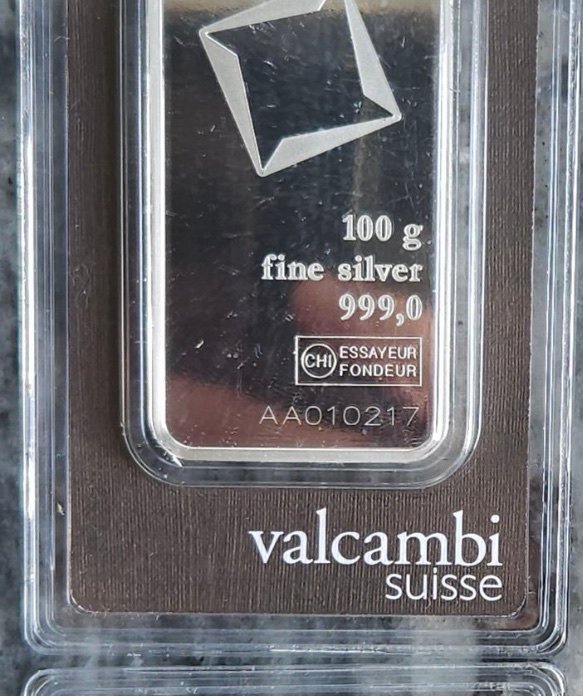 100 g
fine silver
999,0
CHI ESSAYEUR
FONDEUR
AA010217
valcambi
suisse